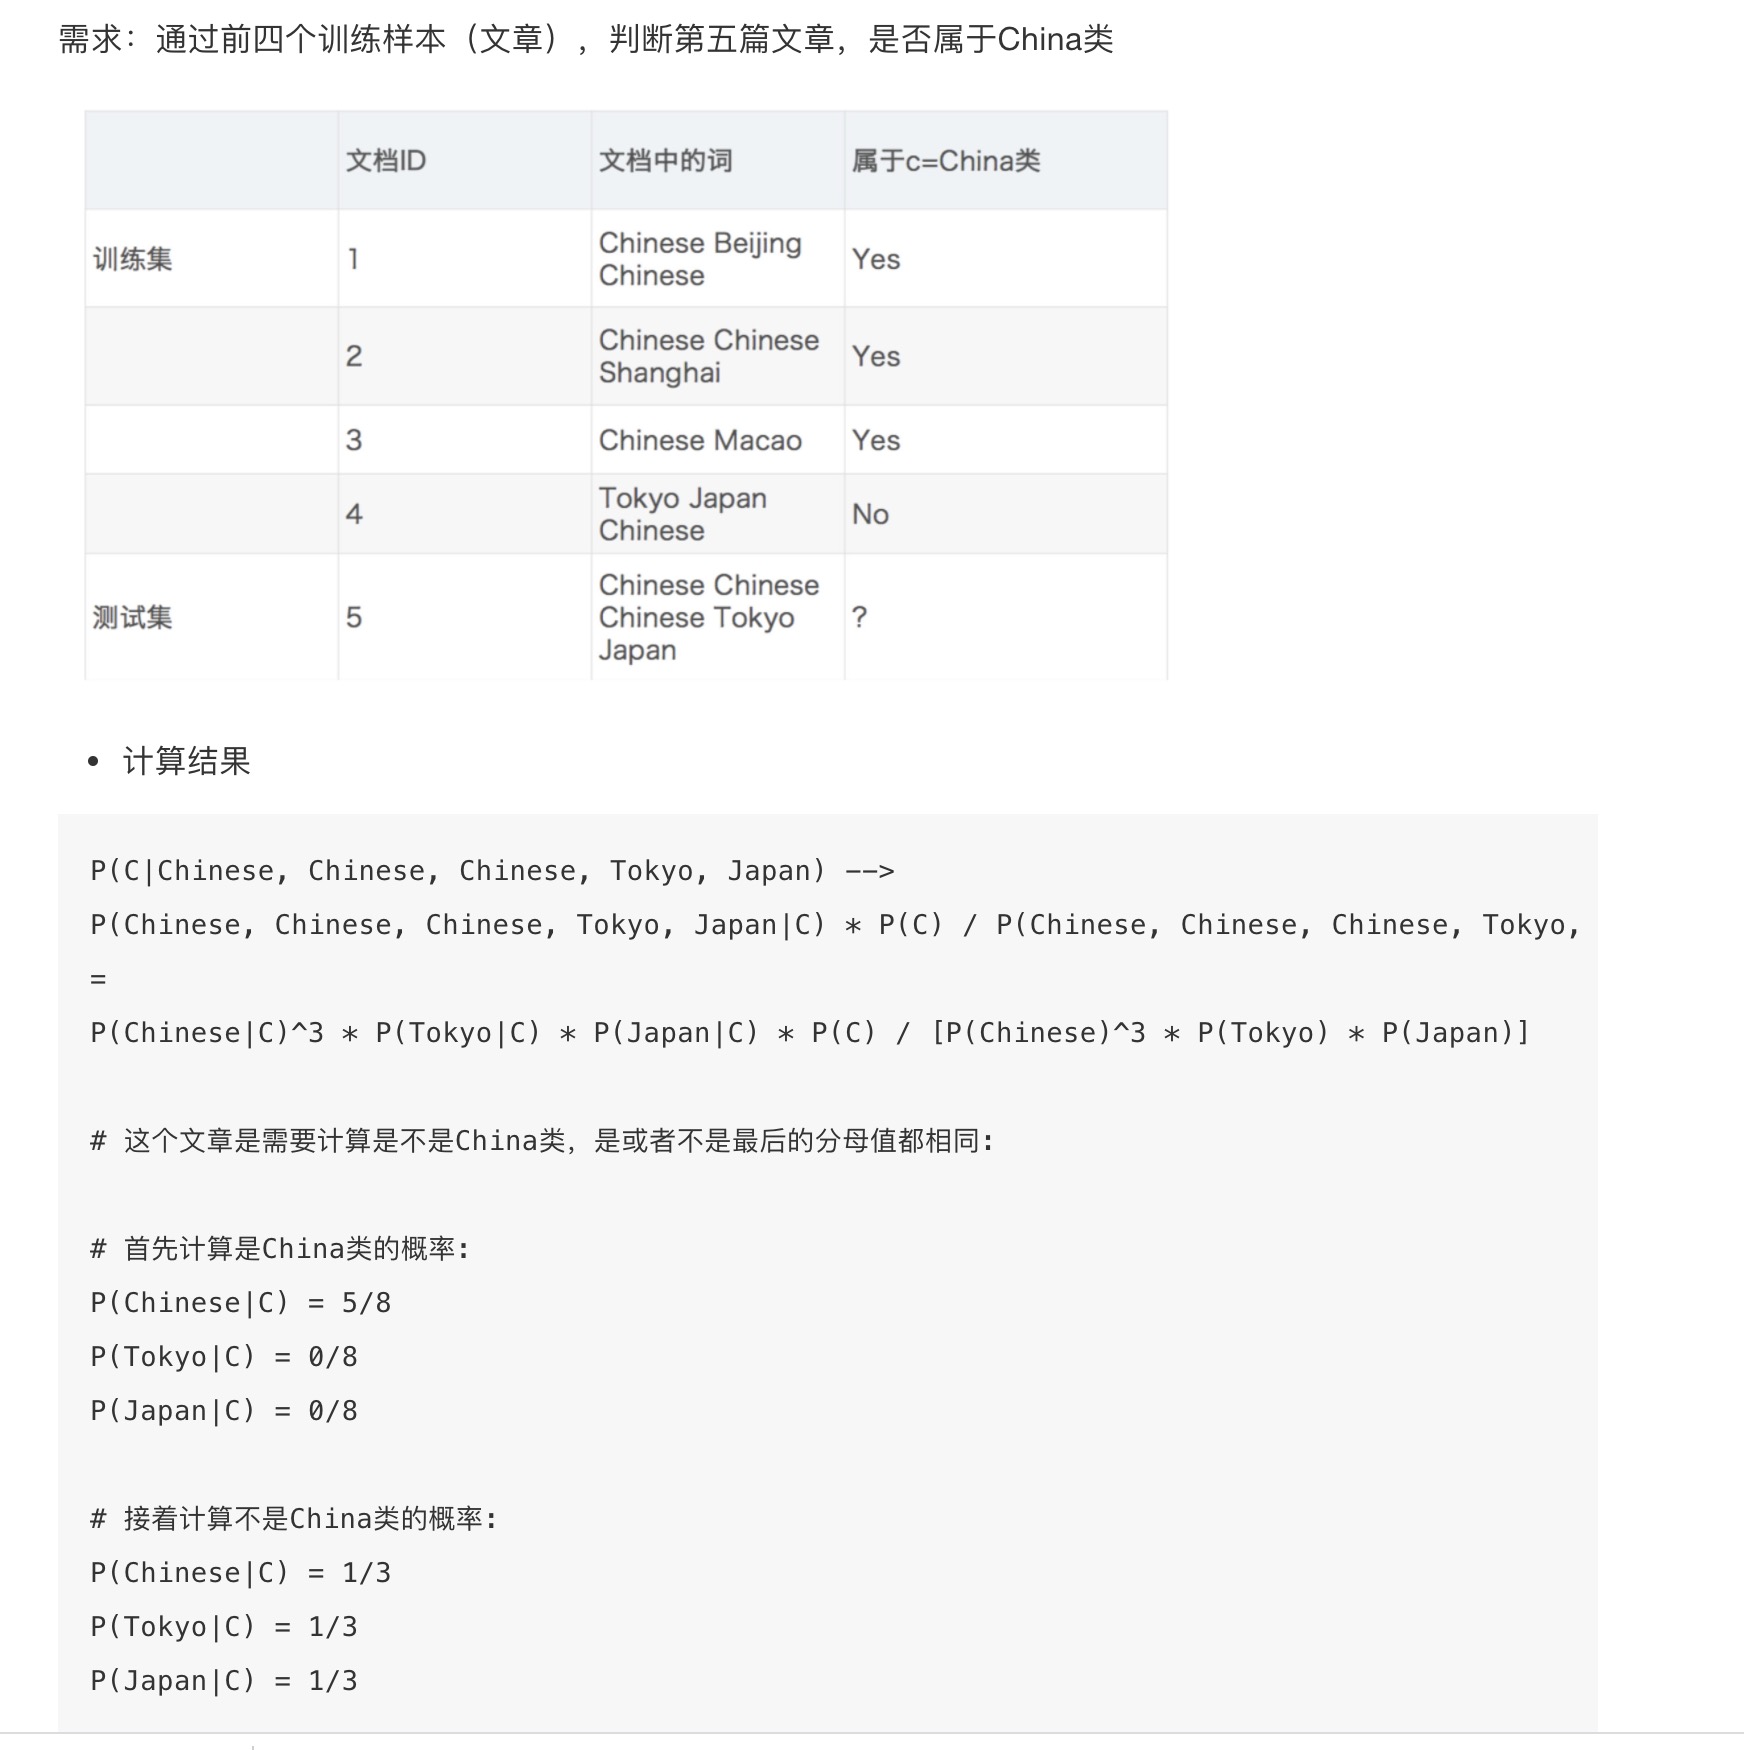 需求：通过前四个训练样本（文章），判断第五篇文章，是否属于China类
文档ID 文档中的词 属于c=China类
训练集 1 Chinese Beijing
Chinese Yes
2 Chinese Chinese
Shanghai Yes
3 Chinese Macao Yes
4 Tokyo Japan
Chinese No
测试集 5 Chinese Chinese
Chinese Tokyo
Japan ?
• 计算结果
P(C|Chinese, Chinese, Chinese, Tokyo, Japan) -->
P(Chinese, Chinese, Chinese, Tokyo, Japan|C) * P(C) / P(Chinese, Chinese, Chinese, Tokyo,
=
P(Chinese|C)^3 * P(Tokyo|C) * P(Japan|C) * P(C) / [P(Chinese)^3 * P(Tokyo) * P(Japan)]
# 这个文章是需要计算是不是China类，是或者不是最后的分母值都相同:
# 首先计算是China类的概率:
P(Chinese|C) = 5/8
P(Tokyo|C) = 0/8
P(Japan|C) = 0/8
# 接着计算不是China类的概率:
P(Chinese|C) = 1/3
P(Tokyo|C) = 1/3
P(Japan|C) = 1/3